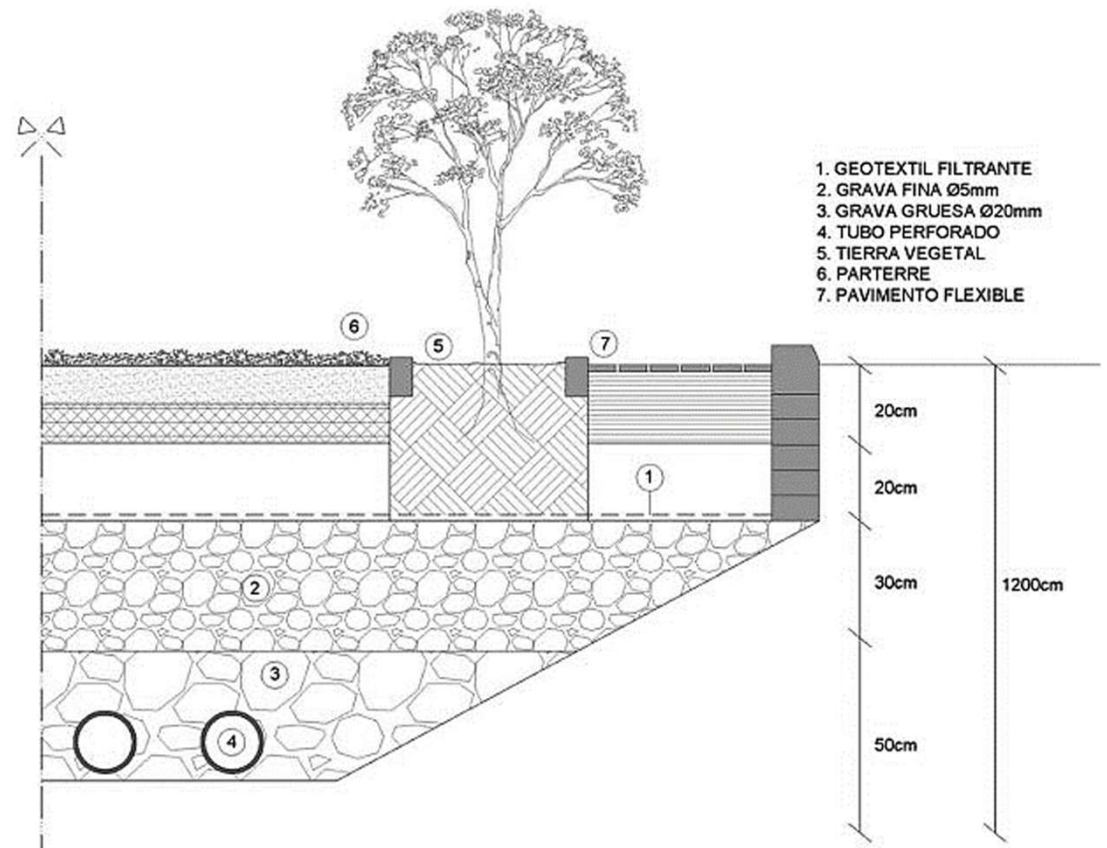 1. GEOTEXTIL FILTRANTE
2. GRAVA FINA Ø5mm
3. GRAVA GRUESA Ø20mm
4. TUBO PERFORADO
5. TIERRA VEGETAL
6. PARTERRE
7. PAVIMENTO FLEXIBLE
6
5
7
20cm
1
20cm
2
30cm
1200cm
3
4
50cm